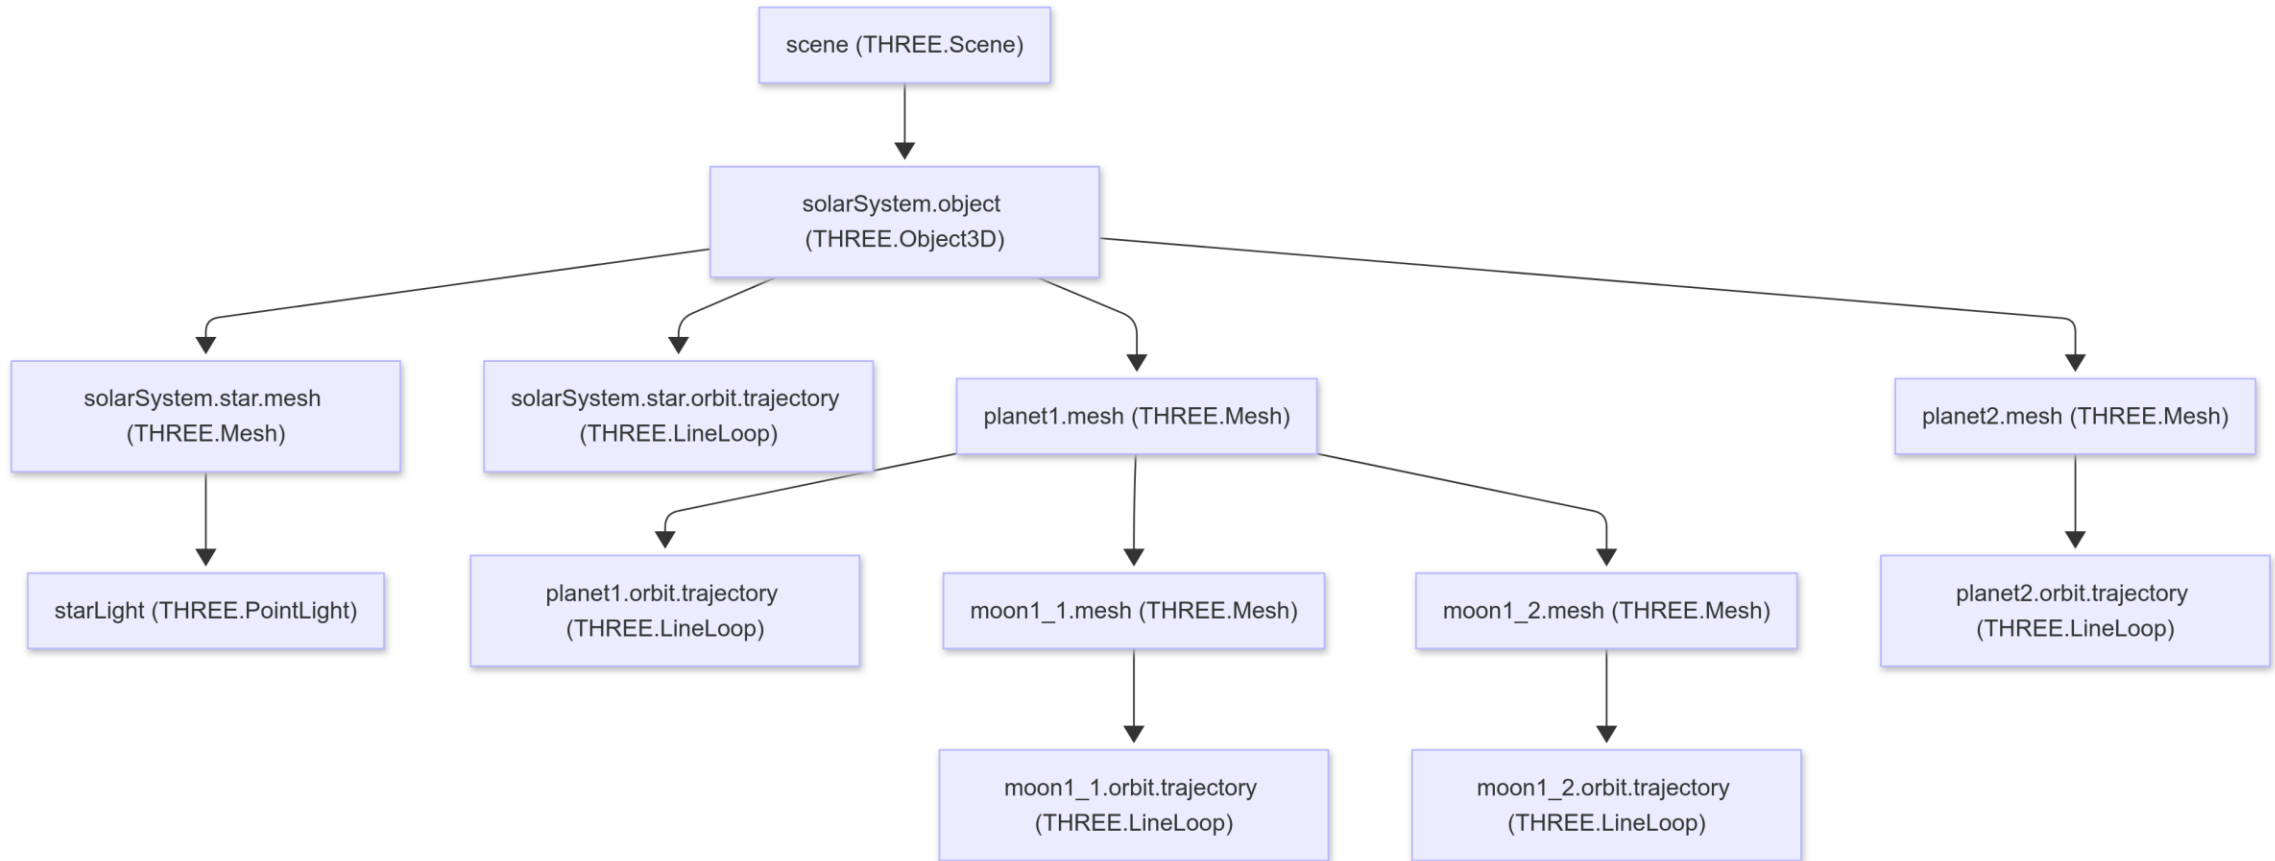 scene (THREE.Scene)
solarSystem.object
(THREE.Object3D)
solarSystem.star.mesh
(THREE.Mesh)
solarSystem.star.orbit.trajectory
(THREE.LineLoop)
planet1.mesh (THREE.Mesh)
planet2.mesh (THREE.Mesh)
starLight (THREE.PointLight)
planet1.orbit.trajectory
(THREE.LineLoop)
moon1_1.mesh (THREE.Mesh)
moon1_2.mesh (THREE.Mesh)
planet2.orbit.trajectory
(THREE.LineLoop)
moon1_1.orbit.trajectory
(THREE.LineLoop)
moon1_2.orbit.trajectory
(THREE.LineLoop)